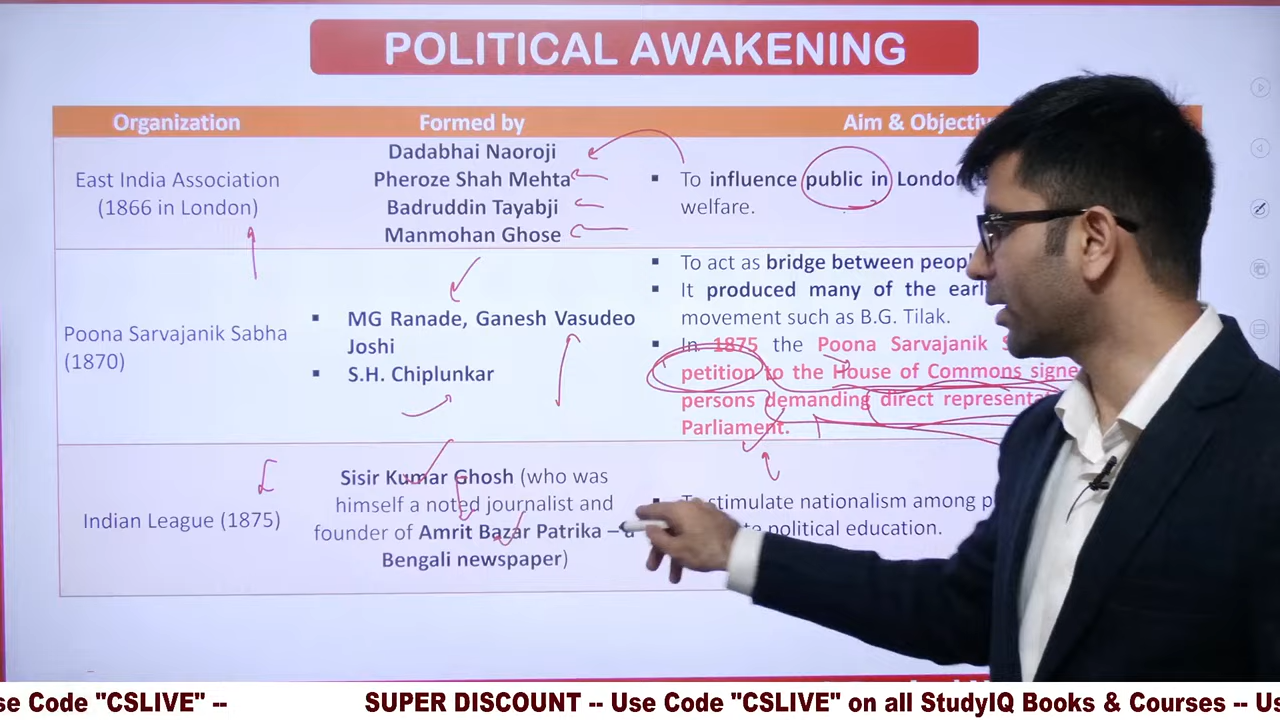 POLITICAL AWAKENING
Organization
Formed by
Aim &
East India Association
(1866 in London)
Dadabhai Naoroji
Pheroze Shah Mehta
Badruddin Tayabji
Manmohan Ghose
▪ To influence public in London
welfare.
Poona Sarvajanik Sabha
(1870)
▪ MG Ranade, Ganesh Vasudeo
Joshi
▪ S.H. Chiplunkar
▪ To act as bridge between
▪ It produced many of the
movement such as B.G. Tilak.
▪ In 1875 the Poona Sarvajanik
petition to the House of Commons
persons demanding direct
Parliament.
Indian League (1875)
Sisir Kumar Ghosh (who was
himself a noted journalist and
founder of Amrit Bazar Patrika –
Bengali newspaper)
stimulate nationalism among
political education.
se Code "CSLIVE" -- SUPER DISCOUNT -- Use Code "CSLIVE" on all StudyIQ Books & Courses -- Us